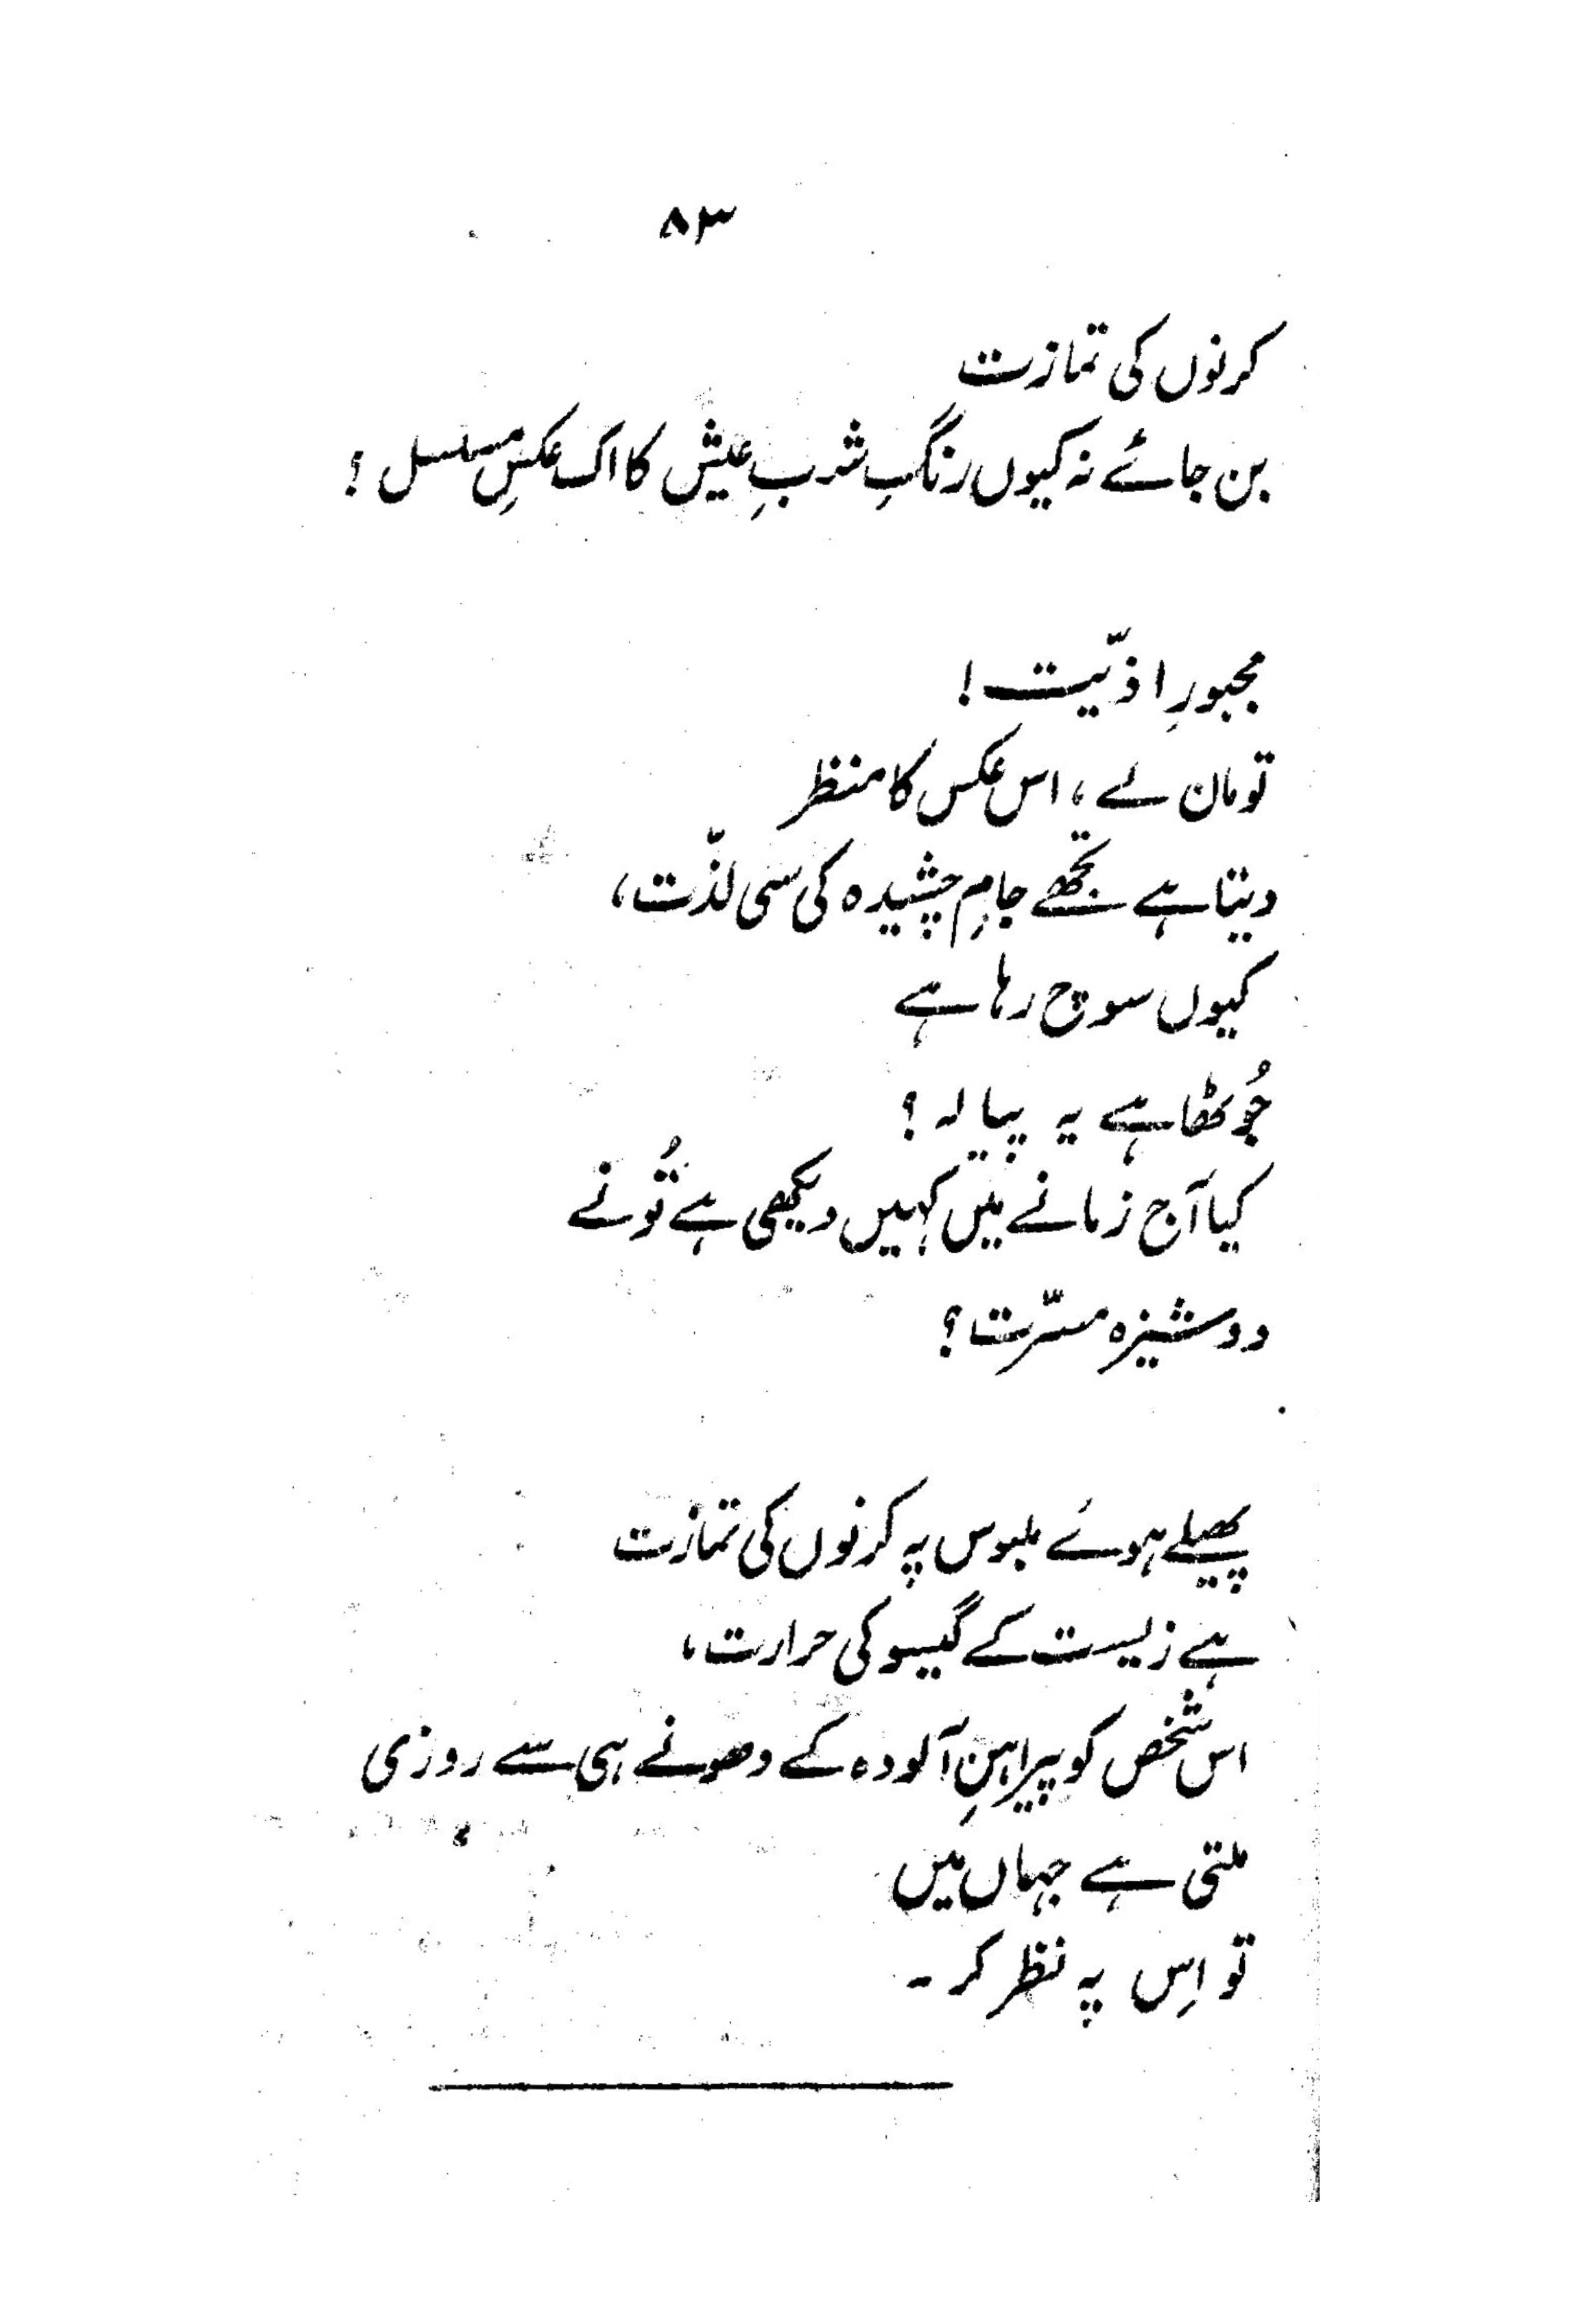 ۸۳
کرنوں کی تمازت
بن جائے نہ کیوں رنگِ شبِ عیش کا اک عکسِ مسلسل؟
مجبورِ اذیّت!
تو مان لے، اس عکس کا منظر
دیتا ہے تجھے جامِ چشیدہ کی سی لذّت،
کیوں سوچ رہا ہے
جُوٹھا ہے یہ پیالہ؟
کیا آج زمانے میں کہیں دیکھی ہے تُو نے
دوشیزہ مسرّت؟
پھیلے ہوئے ملبوس پہ کرنوں کی تمازت
ہے زیست کے گیسو کی حرارت،
اس شخص کو پیراہنِ آلودہ کے دھونے ہی سے روزی
ملتی ہے جہاں میں
تو اِس پہ نظر کر۔